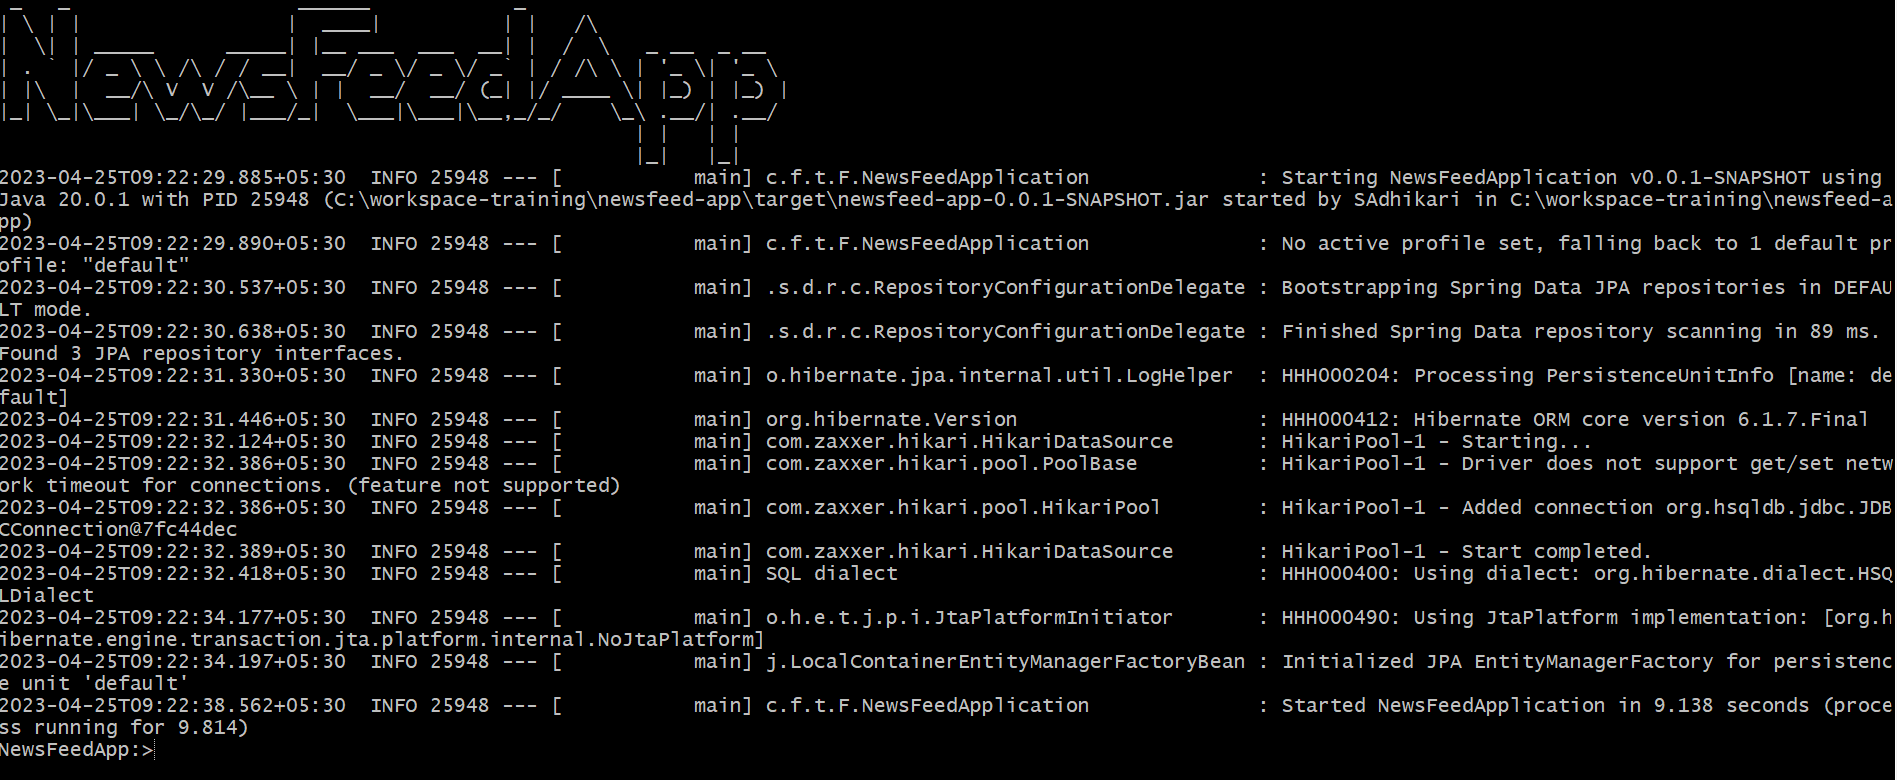 NewsFeedApp
2023-04-25T09:22:29.885+05:30  INFO 25948 --- [           main] c.f.t.F.NewsFeedApplication              : Starting NewsFeedApplication v0.0.1-SNAPSHOT using
Java 20.0.1 with PID 25948 (C:\workspace-training\newsfeed-app\target\newsfeed-app-0.0.1-SNAPSHOT.jar started by SAdhikari in C:\workspace-training\newsfeed-a
pp)
2023-04-25T09:22:29.890+05:30  INFO 25948 --- [           main] c.f.t.F.NewsFeedApplication              : No active profile set, falling back to 1 default pr
ofile: "default"
2023-04-25T09:22:30.537+05:30  INFO 25948 --- [           main] .s.d.r.c.RepositoryConfigurationDelegate : Bootstrapping Spring Data JPA repositories in DEFAU
LT mode.
2023-04-25T09:22:30.638+05:30  INFO 25948 --- [           main] .s.d.r.c.RepositoryConfigurationDelegate : Finished Spring Data repository scanning in 89 ms.
Found 3 JPA repository interfaces.
2023-04-25T09:22:31.330+05:30  INFO 25948 --- [           main] o.hibernate.jpa.internal.util.LogHelper  : HHH000204: Processing PersistenceUnitInfo [name: de
fault]
2023-04-25T09:22:31.446+05:30  INFO 25948 --- [           main] org.hibernate.Version                    : HHH000412: Hibernate ORM core version 6.1.7.Final
2023-04-25T09:22:32.124+05:30  INFO 25948 --- [           main] com.zaxxer.hikari.HikariDataSource       : HikariPool-1 - Starting...
2023-04-25T09:22:32.386+05:30  INFO 25948 --- [           main] com.zaxxer.hikari.pool.PoolBase          : HikariPool-1 - Driver does not support get/set netw
ork timeout for connections. (feature not supported)
2023-04-25T09:22:32.386+05:30  INFO 25948 --- [           main] com.zaxxer.hikari.pool.HikariPool        : HikariPool-1 - Added connection org.hsqldb.jdbc.JDB
CConnection@7fc44dec
2023-04-25T09:22:32.389+05:30  INFO 25948 --- [           main] com.zaxxer.hikari.HikariDataSource       : HikariPool-1 - Start completed.
2023-04-25T09:22:32.418+05:30  INFO 25948 --- [           main] SQL dialect                              : HHH000400: Using dialect: org.hibernate.dialect.HSQ
LDialect
2023-04-25T09:22:34.177+05:30  INFO 25948 --- [           main] o.h.e.t.j.p.i.JtaPlatformInitiator       : HHH000490: Using JtaPlatform implementation: [org.h
ibernate.engine.transaction.jta.platform.internal.NoJtaPlatform]
2023-04-25T09:22:34.197+05:30  INFO 25948 --- [           main] j.LocalContainerEntityManagerFactoryBean : Initialized JPA EntityManagerFactory for persistenc
e unit 'default'
2023-04-25T09:22:38.562+05:30  INFO 25948 --- [           main] c.f.t.F.NewsFeedApplication              : Started NewsFeedApplication in 9.138 seconds (proce
ss running for 9.814)
NewsFeedApp:>